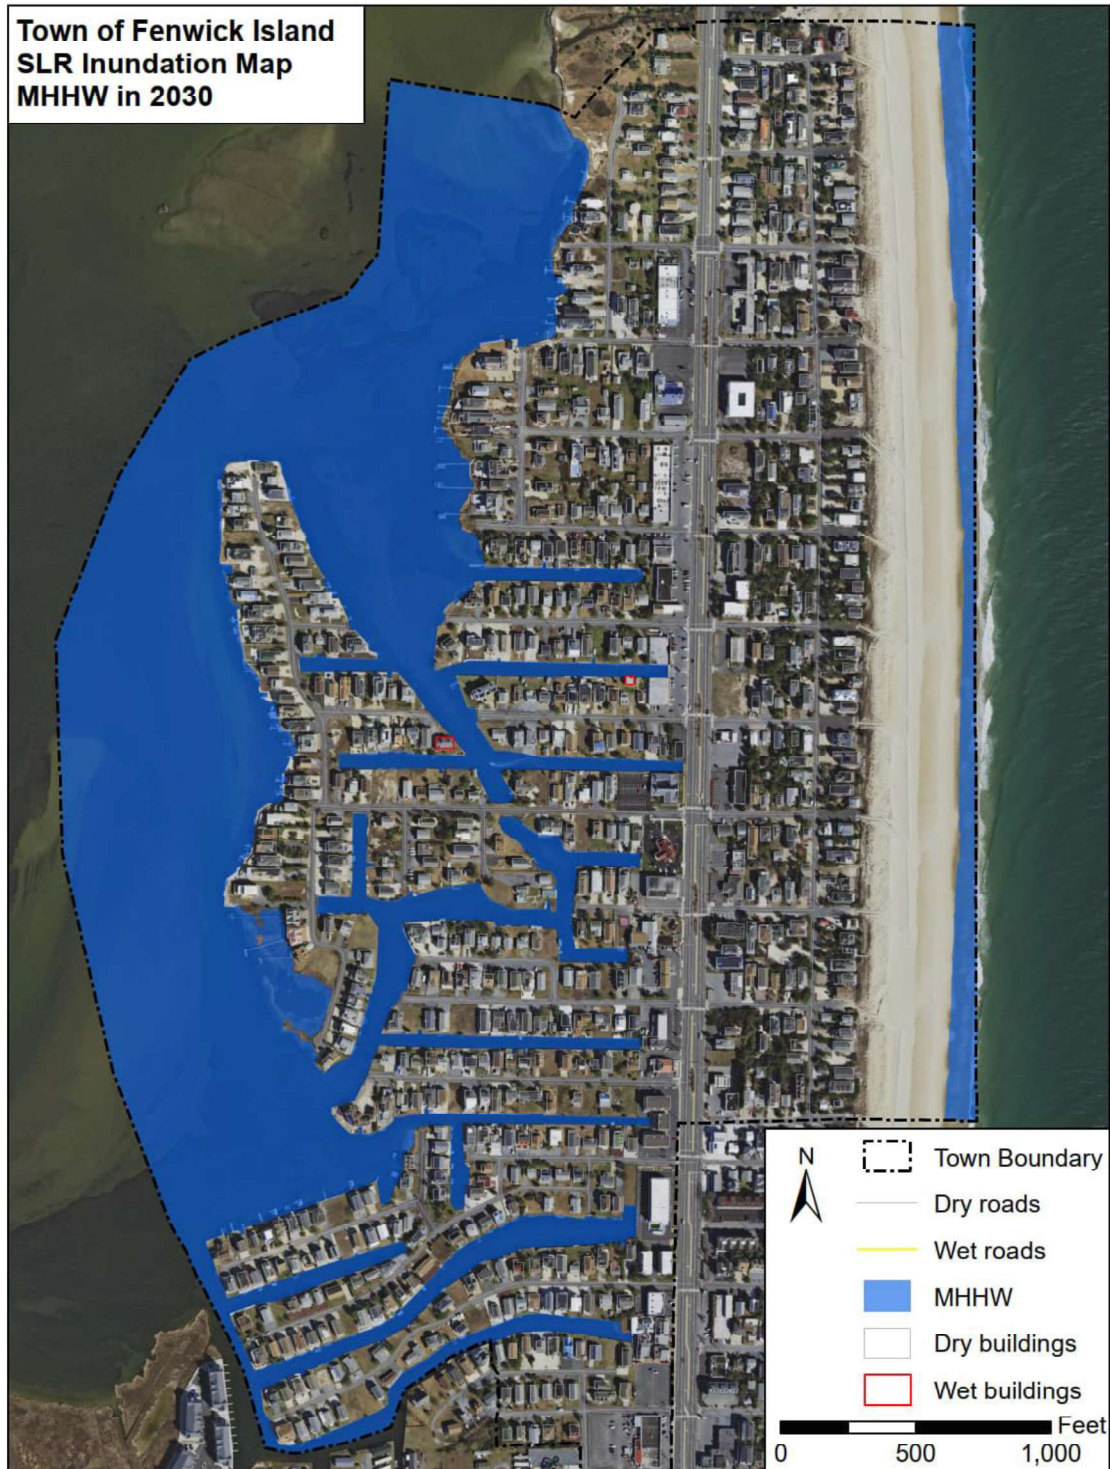 Town of Fenwick Island
SLR Inundation Map
MHHW in 2030
N
Town Boundary
Dry roads
Wet roads
MHHW
Dry buildings
Wet buildings
Feet
0 500 1,000